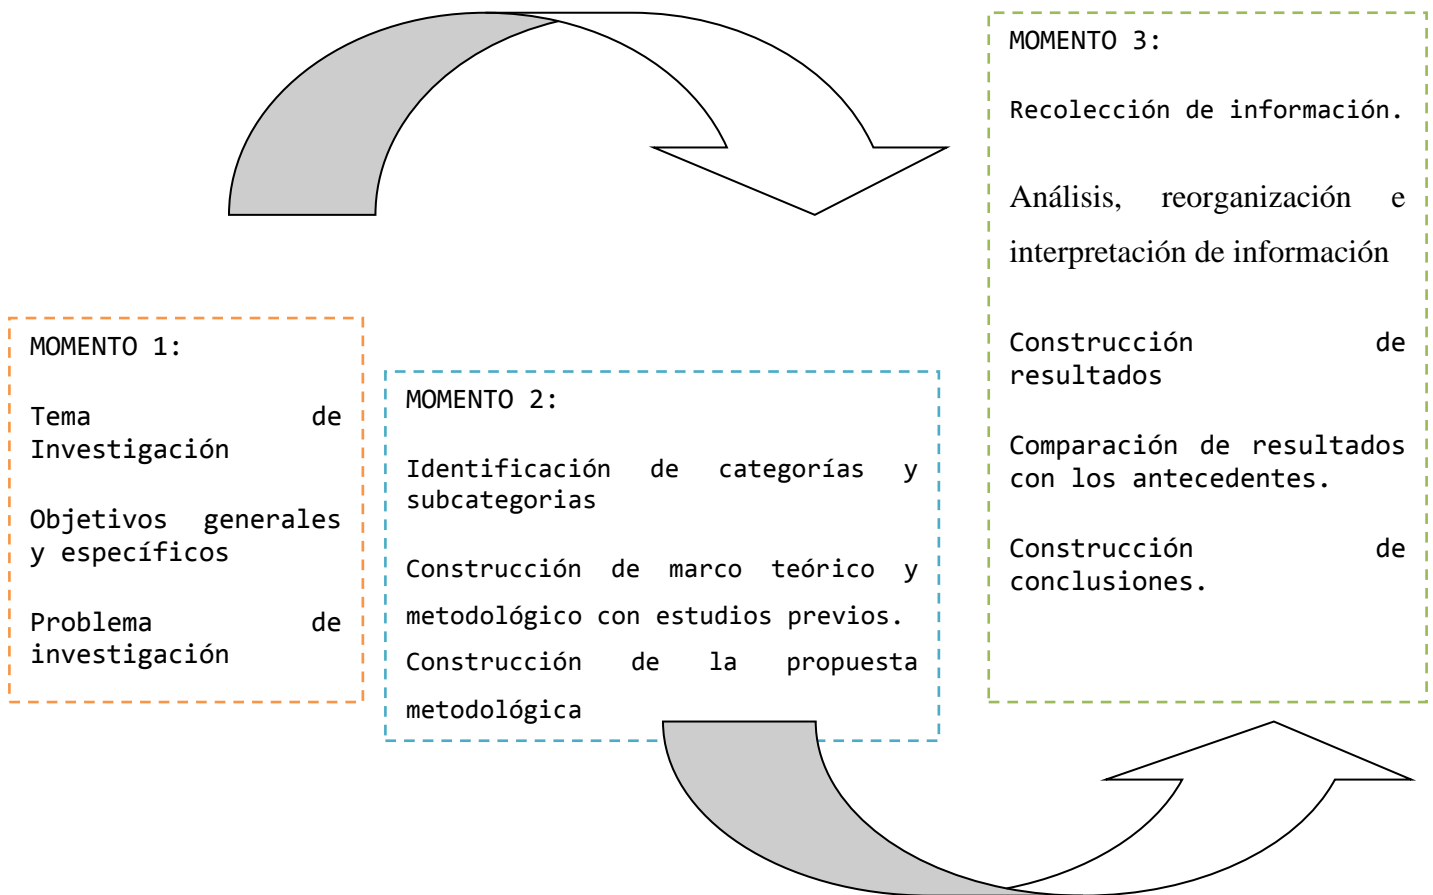 MOMENTO 1:
Tema de
Investigación
Objetivos generales
y específicos
Problema de
investigación
MOMENTO 2:
Identificación de categorías y
subcategorias
Construcción de marco teórico y
metodológico con estudios previos.
Construcción de la propuesta
metodológica
MOMENTO 3:
Recolección de información.
Análisis, reorganización e
interpretación de información
Construcción de
resultados
Comparación de resultados
con los antecedentes.
Construcción de
conclusiones.